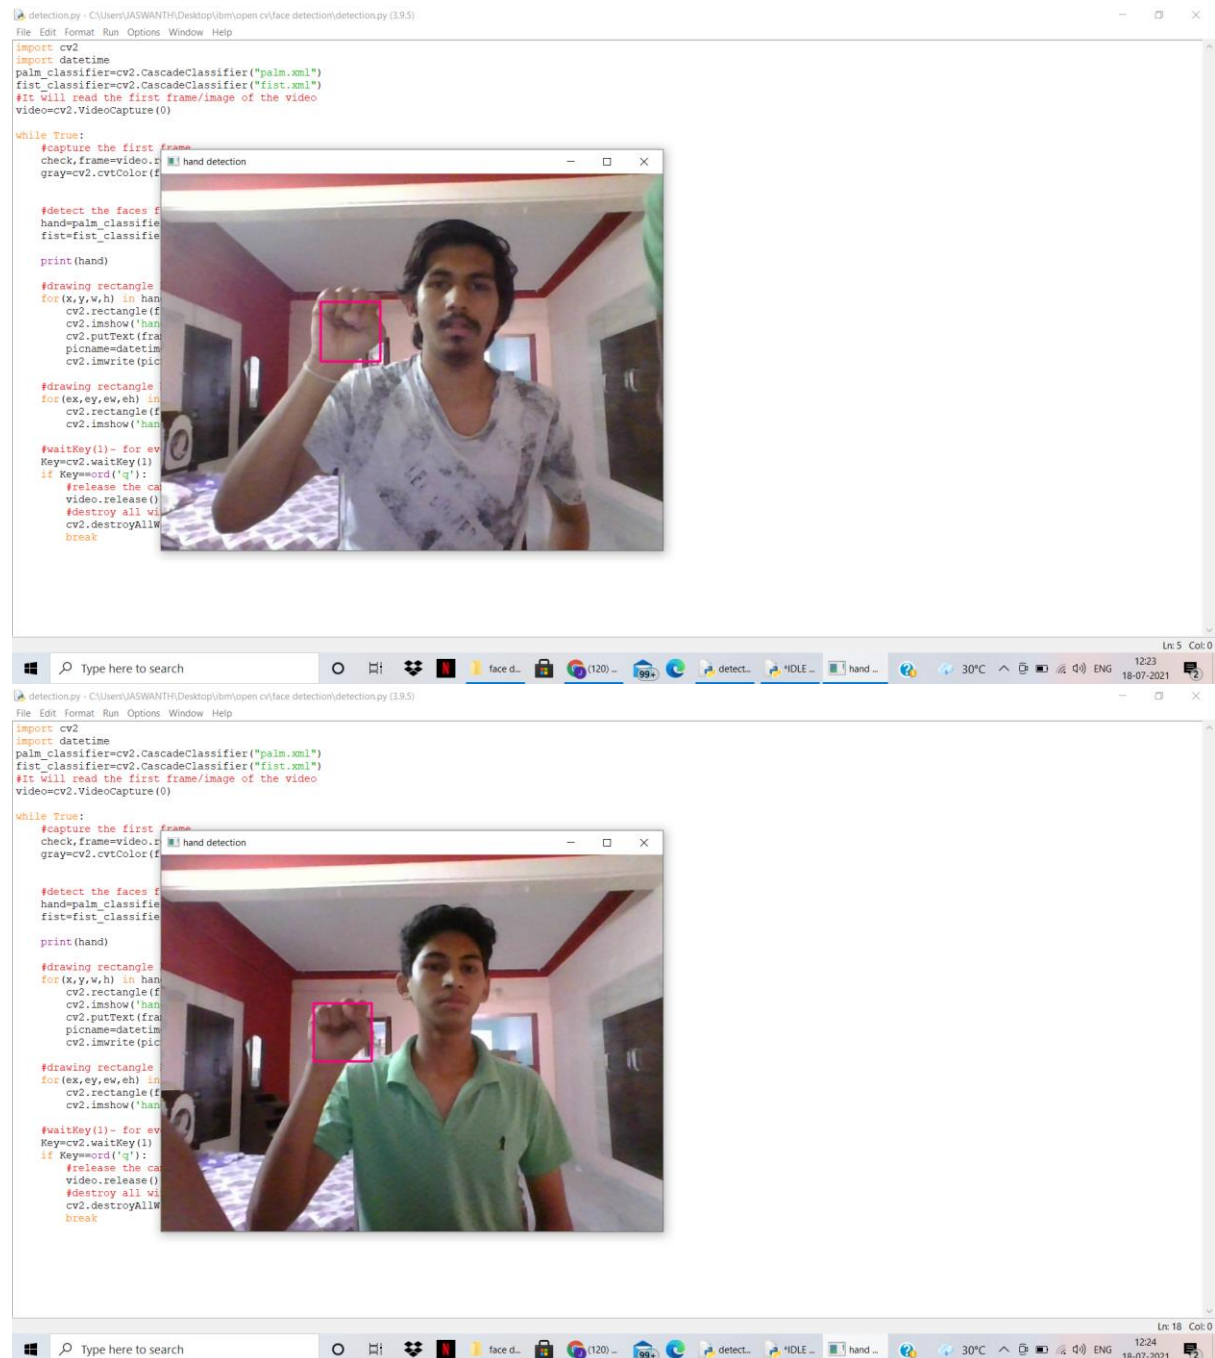 detection.py - C:\Users\JASWANTH\Desktop\ibm\open cv\face detection\detection.py (3.9.5)
File Edit Format Run Options Window Help
import cv2
import datetime
palm_classifier=cv2.CascadeClassifier("palm.xml")
fist_classifier=cv2.CascadeClassifier("fist.xml")
#It will read the first frame/image of the video
video=cv2.VideoCapture(0)
while True:
#capture the first frame
check,frame=video.r
hand detection
gray=cv2.cvtColor(f
#detect the faces f
hand=palm_classifie
fist=fist_classifie
print(hand)
#drawing rectangle
for(x,y,w,h) in han
cv2.rectangle(f
cv2.imshow('han
cv2.putText(fra
picname=datetim
cv2.imwrite(pic
#drawing rectangle
for(ex,ey,ew,eh) in
cv2.rectangle(f
cv2.imshow('han
#waitKey(1)- for ev
Key=cv2.waitKey(1)
if Key==ord('q'):
#release the ca
video.release()
#destroy all wi
cv2.destroyAllW
break
Ln: 5 Col: 0
Type here to search
N
face d...
(120) - ...
99+
detect...
*IDLE ...
hand ...
30°C
ENG
12:23
18-07-2021
2
detection.py - C:\Users\JASWANTH\Desktop\ibm\open cv\face detection\detection.py (3.9.5)
File Edit Format Run Options Window Help
import cv2
import datetime
palm_classifier=cv2.CascadeClassifier("palm.xml")
fist_classifier=cv2.CascadeClassifier("fist.xml")
#It will read the first frame/image of the video
video=cv2.VideoCapture(0)
while True:
#capture the first frame
check,frame=video.r
hand detection
gray=cv2.cvtColor(f
#detect the faces f
hand=palm_classifie
fist=fist_classifie
print(hand)
#drawing rectangle
for(x,y,w,h) in han
cv2.rectangle(f
cv2.imshow('han
cv2.putText(fra
picname=datetim
cv2.imwrite(pic
#drawing rectangle
for(ex,ey,ew,eh) in
cv2.rectangle(f
cv2.imshow('han
#waitKey(1)- for ev
Key=cv2.waitKey(1)
if Key==ord('q'):
#release the ca
video.release()
#destroy all wi
cv2.destroyAllW
break
Ln: 18 Col: 0
Type here to search
N
face d...
(120) - ...
99+
detect...
*IDLE ...
hand ...
30°C
ENG
12:24
18-07-2021
2